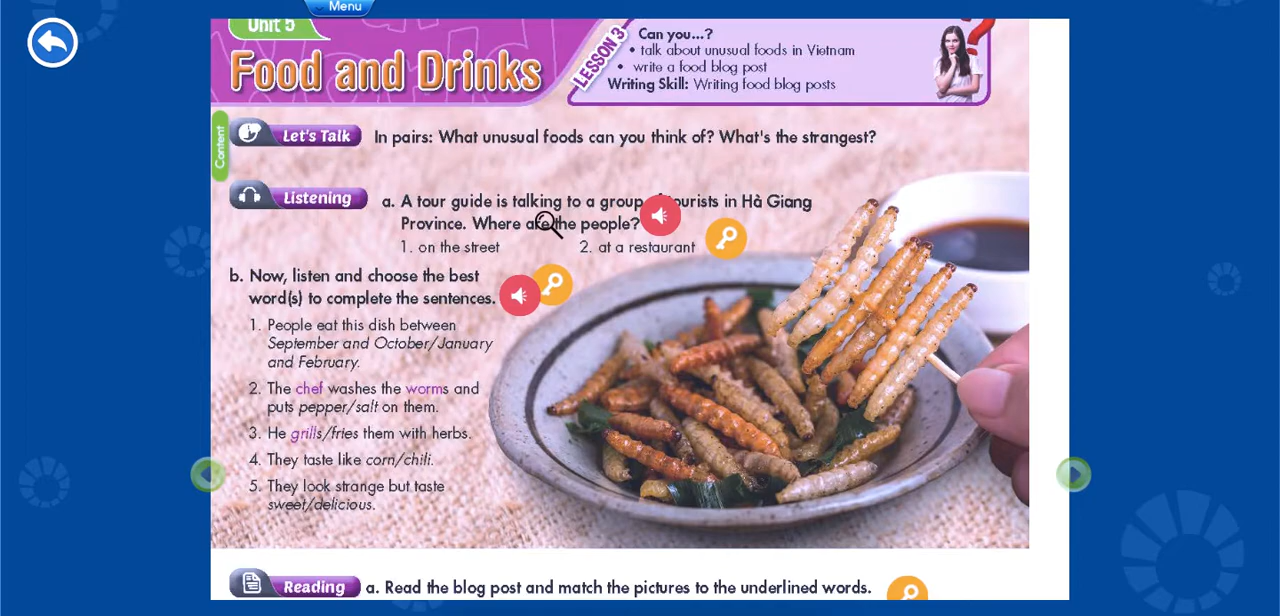 Menu
Unit 5
Food and Drinks
LESSON 3
Can you...?
• talk about unusual foods in Vietnam
• write a food blog post
Writing Skill: Writing food blog posts
Content
Let's Talk
In pairs: What unusual foods can you think of? What's the strangest?
Listening
a. A tour guide is talking to a group tourists in Hà Giang
Province. Where are the people?
1. on the street
2. at a restaurant
b. Now, listen and choose the best
word(s) to complete the sentences.
1. People eat this dish between
September and October/January
and February.
2. The chef washes the worms and
puts pepper/salt on them.
3. He grills/fries them with herbs.
4. They taste like corn/chili.
5. They look strange but taste
sweet/delicious.
Reading
a. Read the blog post and match the pictures to the underlined words.